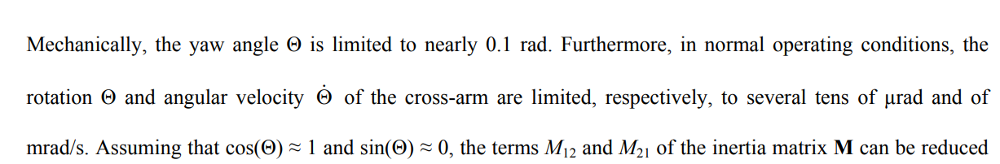 Mechanically, the yaw angle Θ is limited to nearly 0.1 rad. Furthermore, in normal operating conditions, the
rotation Θ and angular velocity Θ̇ of the cross-arm are limited, respectively, to several tens of μrad and of
mrad/s. Assuming that cos(Θ) ≈ 1 and sin(Θ) ≈ 0, the terms M₁₂ and M₂₁ of the inertia matrix M can be reduced